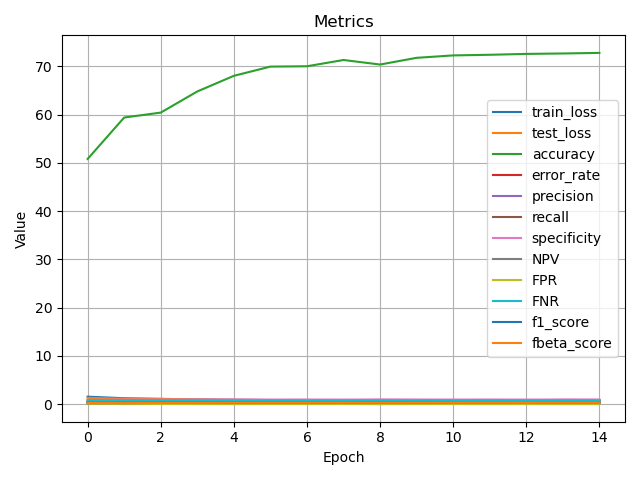 Metrics
70
60
50
40
30
20
10
0
Value
train_loss
test_loss
accuracy
error_rate
precision
recall
specificity
NPV
FPR
FNR
f1_score
fbeta_score
0 2 4 6 8 10 12 14
Epoch